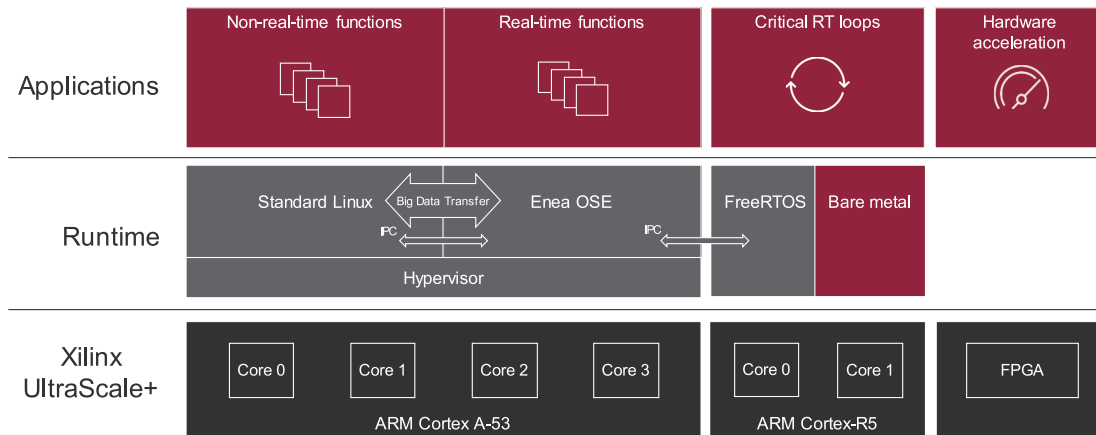 Non-real-time functions
Real-time functions
Critical RT loops
Hardware
acceleration
Applications
Standard Linux
Big Data Transfer
Enea OSE
FreeRTOS
Bare metal
Runtime
IPC
IPC
Hypervisor
Xilinx
UltraScale+
Core 0
Core 1
Core 2
Core 3
Core 0
Core 1
FPGA
ARM Cortex A-53
ARM Cortex-R5